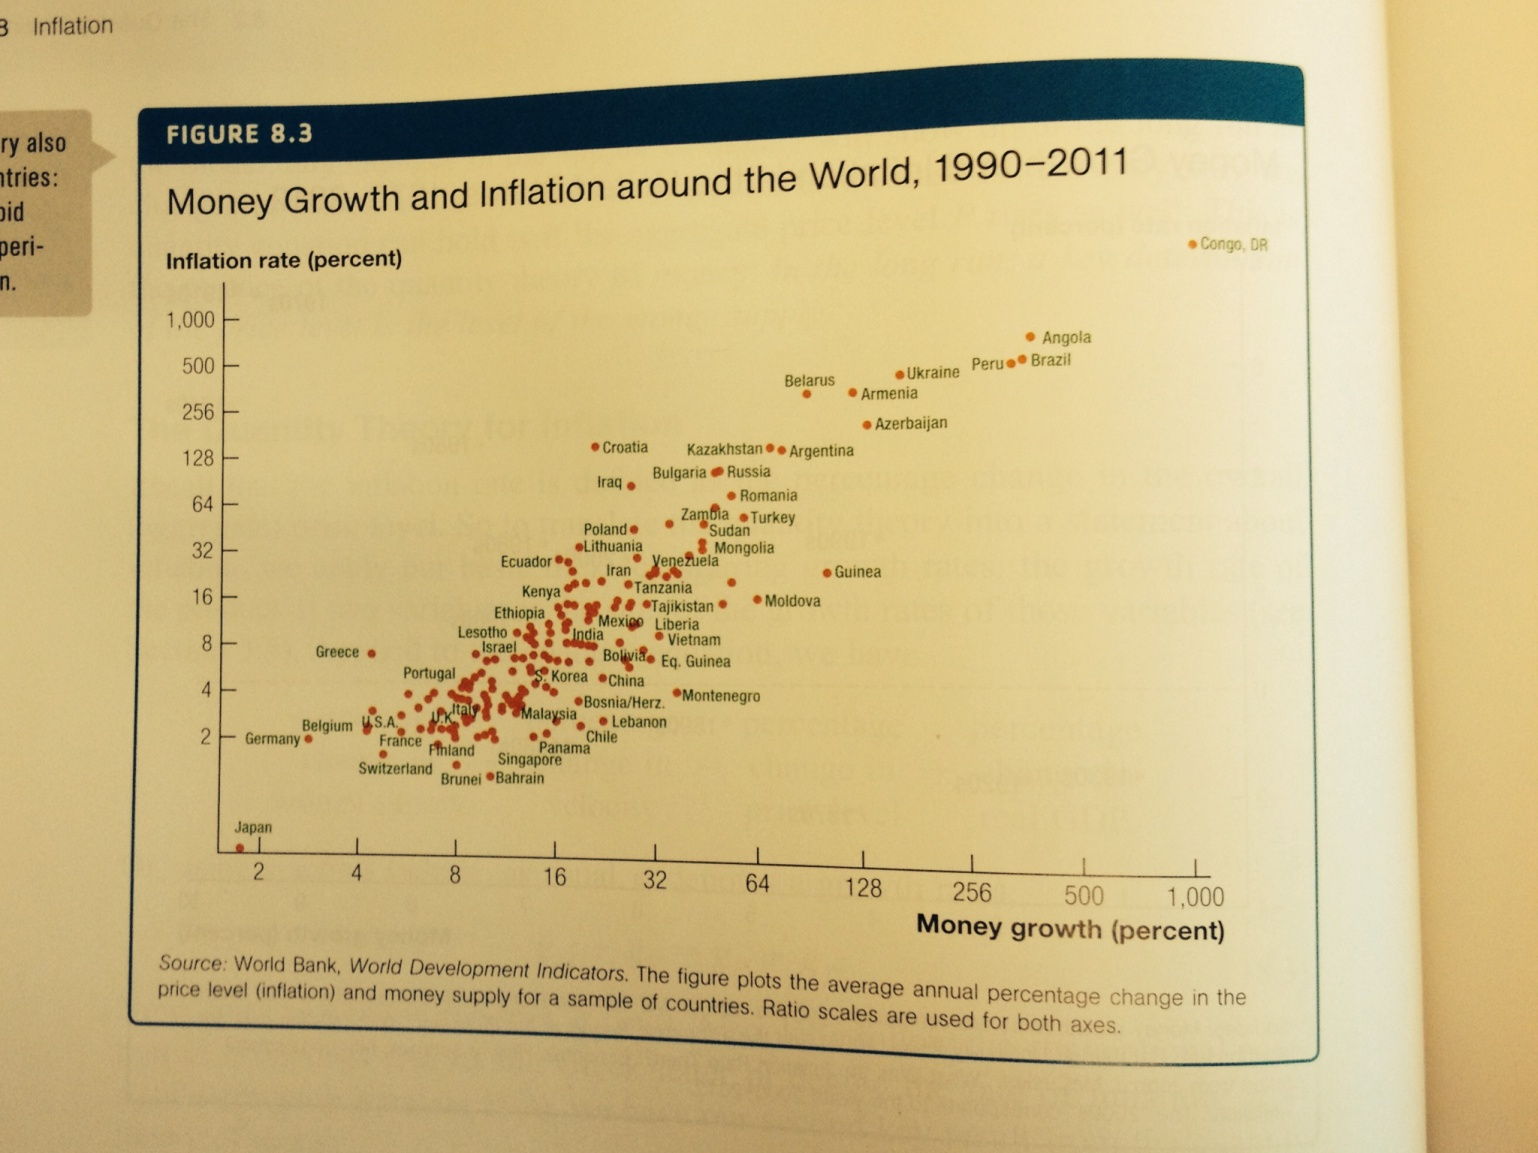 8 Inflation
ry also
ntries:
oid
peri-
n.
FIGURE 8.3
Money Growth and Inflation around the World, 1990–2011
Inflation rate (percent)
Congo, DR
1,000
Angola
500
Peru
Brazil
Ukraine
Belarus
Armenia
256
Azerbaijan
Croatia
Kazakhstan
Argentina
128
Bulgaria
Russia
Iraq
Romania
64
Zambia
Turkey
Poland
Sudan
32
Lithuania
Mongolia
Ecuador
Venezuela
Iran
Guinea
16
Kenya
Tanzania
Moldova
Ethiopia
Tajikistan
Mexico
Liberia
8
Lesotho
India
Vietnam
Greece
Israel
Bolivia
Eq. Guinea
Portugal
S. Korea
China
4
Montenegro
Bosnia/Herz.
Belgium
U.S.A.
U.K.
Italy
Malaysia
Lebanon
2
Germany
France
Finland
Panama
Chile
Switzerland
Singapore
Brunei
Bahrain
Japan
2 4 8 16 32 64 128 256 500 1,000
Money growth (percent)
Source: World Bank, World Development Indicators. The figure plots the average annual percentage change in the
price level (inflation) and money supply for a sample of countries. Ratio scales are used for both axes.